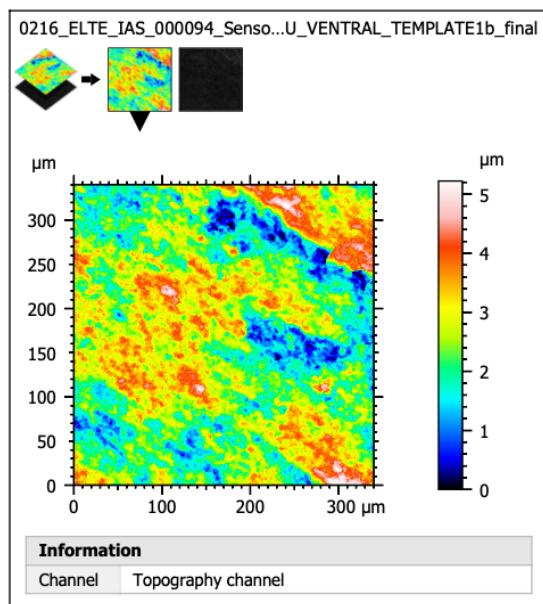 0216_ELTE_IAS_000094_Senso...U_VENTRAL_TEMPLATE1b_final
µm
µm
300
250
200
150
100
50
0
0
100
200
300 µm
5
4
3
2
1
0
Information
Channel Topography channel